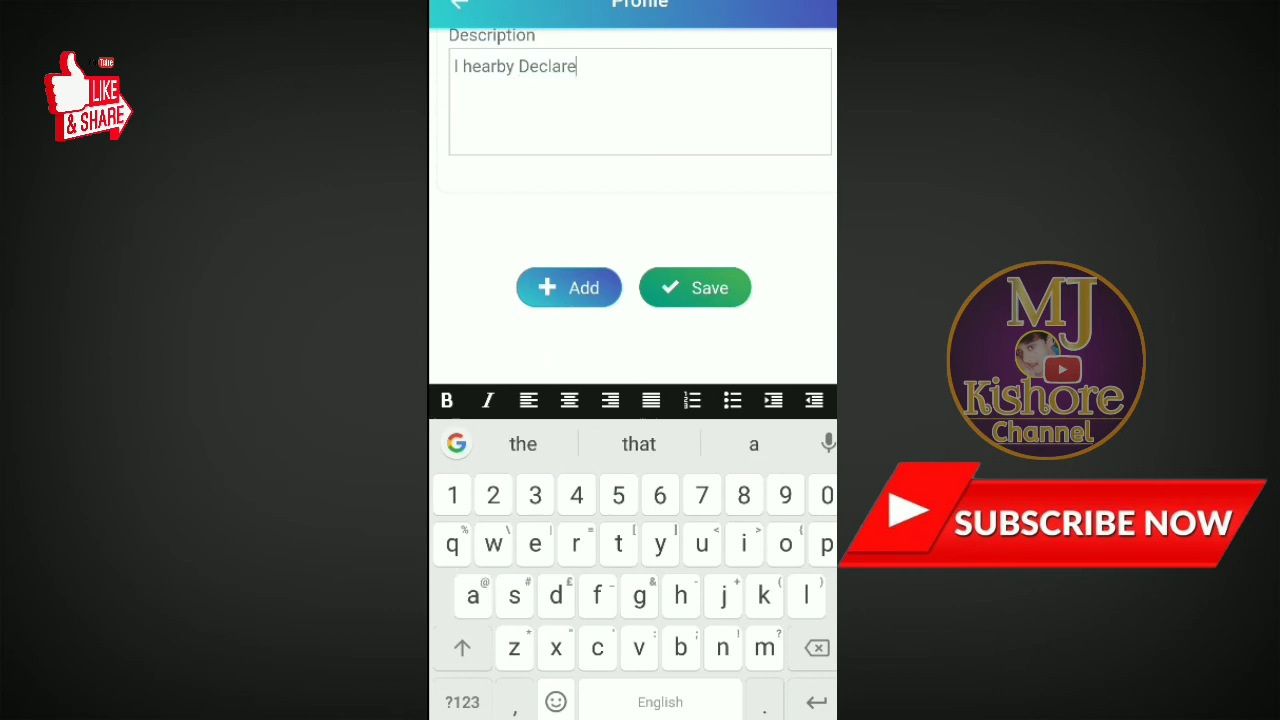 Profile
Description
I hearby Declare
Add
Save
B I
the that a
1 2 3 4 5 6 7 8 9 0
q w e r t y u i o p
a s d f g h j k l
z x c v b n m
?123 , English .
Tube
LIKE
& SHARE
MJ
Kishore
Channel
SUBSCRIBE NOW